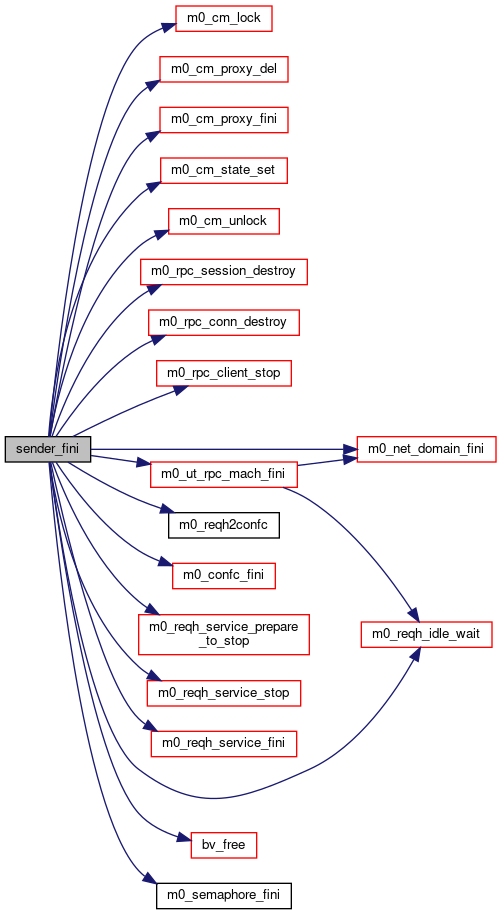 m0_cm_lock
m0_cm_proxy_del
m0_cm_proxy_fini
m0_cm_state_set
m0_cm_unlock
m0_rpc_session_destroy
m0_rpc_conn_destroy
m0_rpc_client_stop
sender_fini
m0_net_domain_fini
m0_ut_rpc_mach_fini
m0_reqh2confc
m0_confc_fini
m0_reqh_service_prepare
_to_stop
m0_reqh_idle_wait
m0_reqh_service_stop
m0_reqh_service_fini
bv_free
m0_semaphore_fini